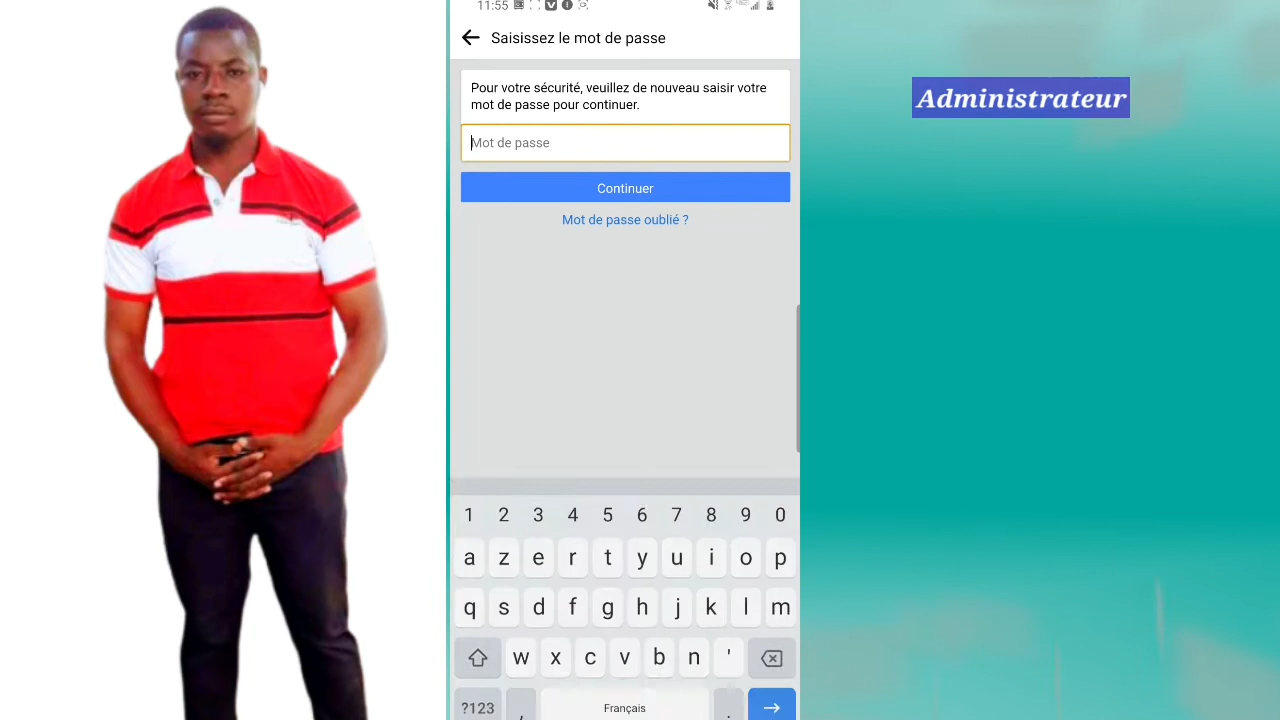 11:55
Saisissez le mot de passe
Pour votre sécurité, veuillez de nouveau saisir votre
mot de passe pour continuer.
Mot de passe
Continuer
Mot de passe oublié ?
Administrateur
1 2 3 4 5 6 7 8 9 0
a z e r t y u i o p
q s d f g h j k l m
w x c v b n '
?123 , Français .